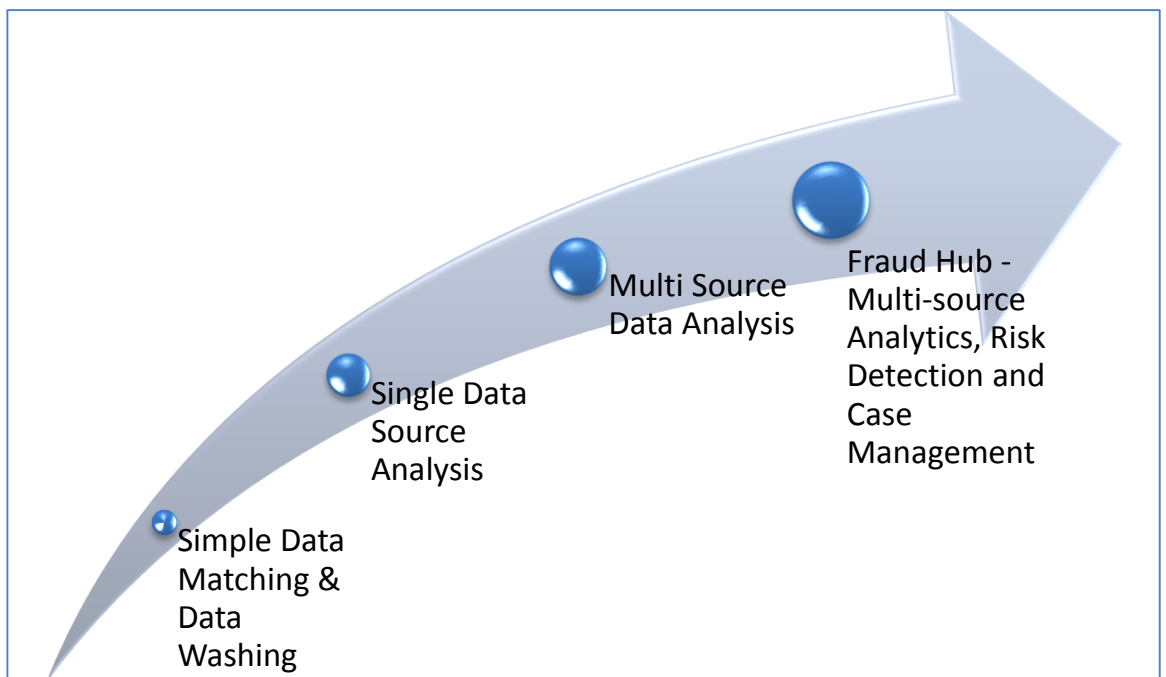 Simple Data
Matching &
Data
Washing
Single Data
Source
Analysis
Multi Source
Data Analysis
Fraud Hub -
Multi-source
Analytics, Risk
Detection and
Case
Management